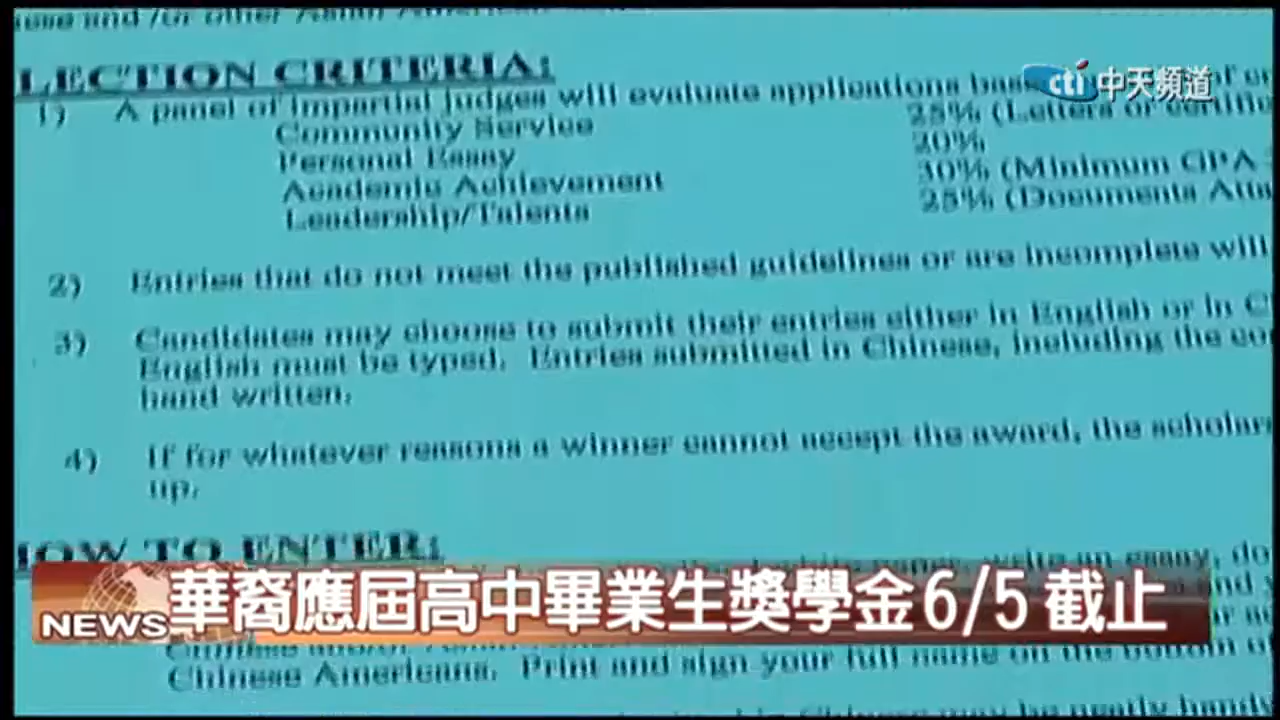 LECTION CRITERIA:
cti 中天頻道
1) A panel of impartial judges will evaluate applications
Community Service 25% (Letters or
Personal Essay 20%
Academic Achievement 30% (Minimum GPA
Leadership/Talents 25% (Documents
2) Entries that do not meet the published guidelines or are incomplete will
3) Candidates may choose to submit their entries either in English or in
English must be typed. Entries submitted in Chinese, including the
hand written.
4) If for whatever reasons a winner cannot accept the award, the
up.
HOW TO ENTER:
NEWS 華裔應屆高中畢業生獎學金6/5截止
Chinese Americans. Print and sign your full name on the bottom